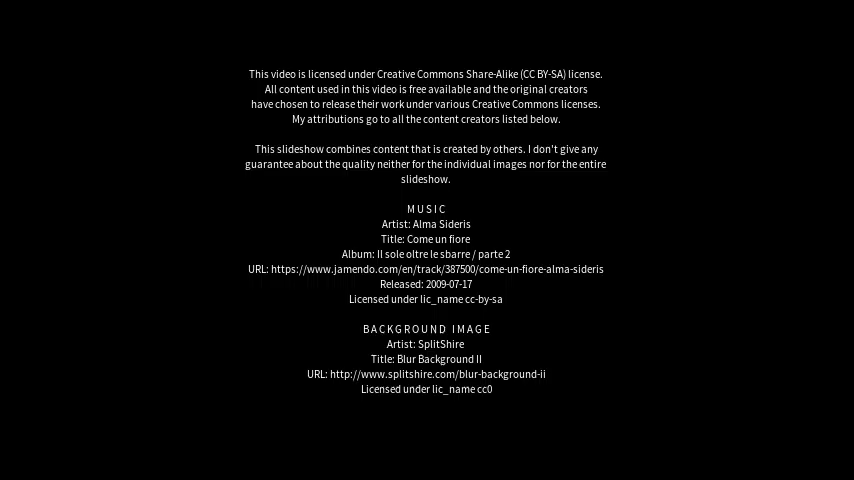 This video is licensed under Creative Commons Share-Alike (CC BY-SA) license.
All content used in this video is free available and the original creators
have chosen to release their work under various Creative Commons licenses.
My attributions go to all the content creators listed below.
This slideshow combines content that is created by others. I don't give any
guarantee about the quality neither for the individual images nor for the entire
slideshow.
MUSIC
Artist: Alma Sideris
Title: Come un fiore
Album: Il sole oltre le sbarre / parte 2
URL: https://www.jamendo.com/en/track/387500/come-un-fiore-alma-sideris
Released: 2009-07-17
Licensed under lic_name cc-by-sa
BACKGROUND IMAGE
Artist: SplitShire
Title: Blur Background II
URL: http://www.splitshire.com/blur-background-ii
Licensed under lic_name cc0